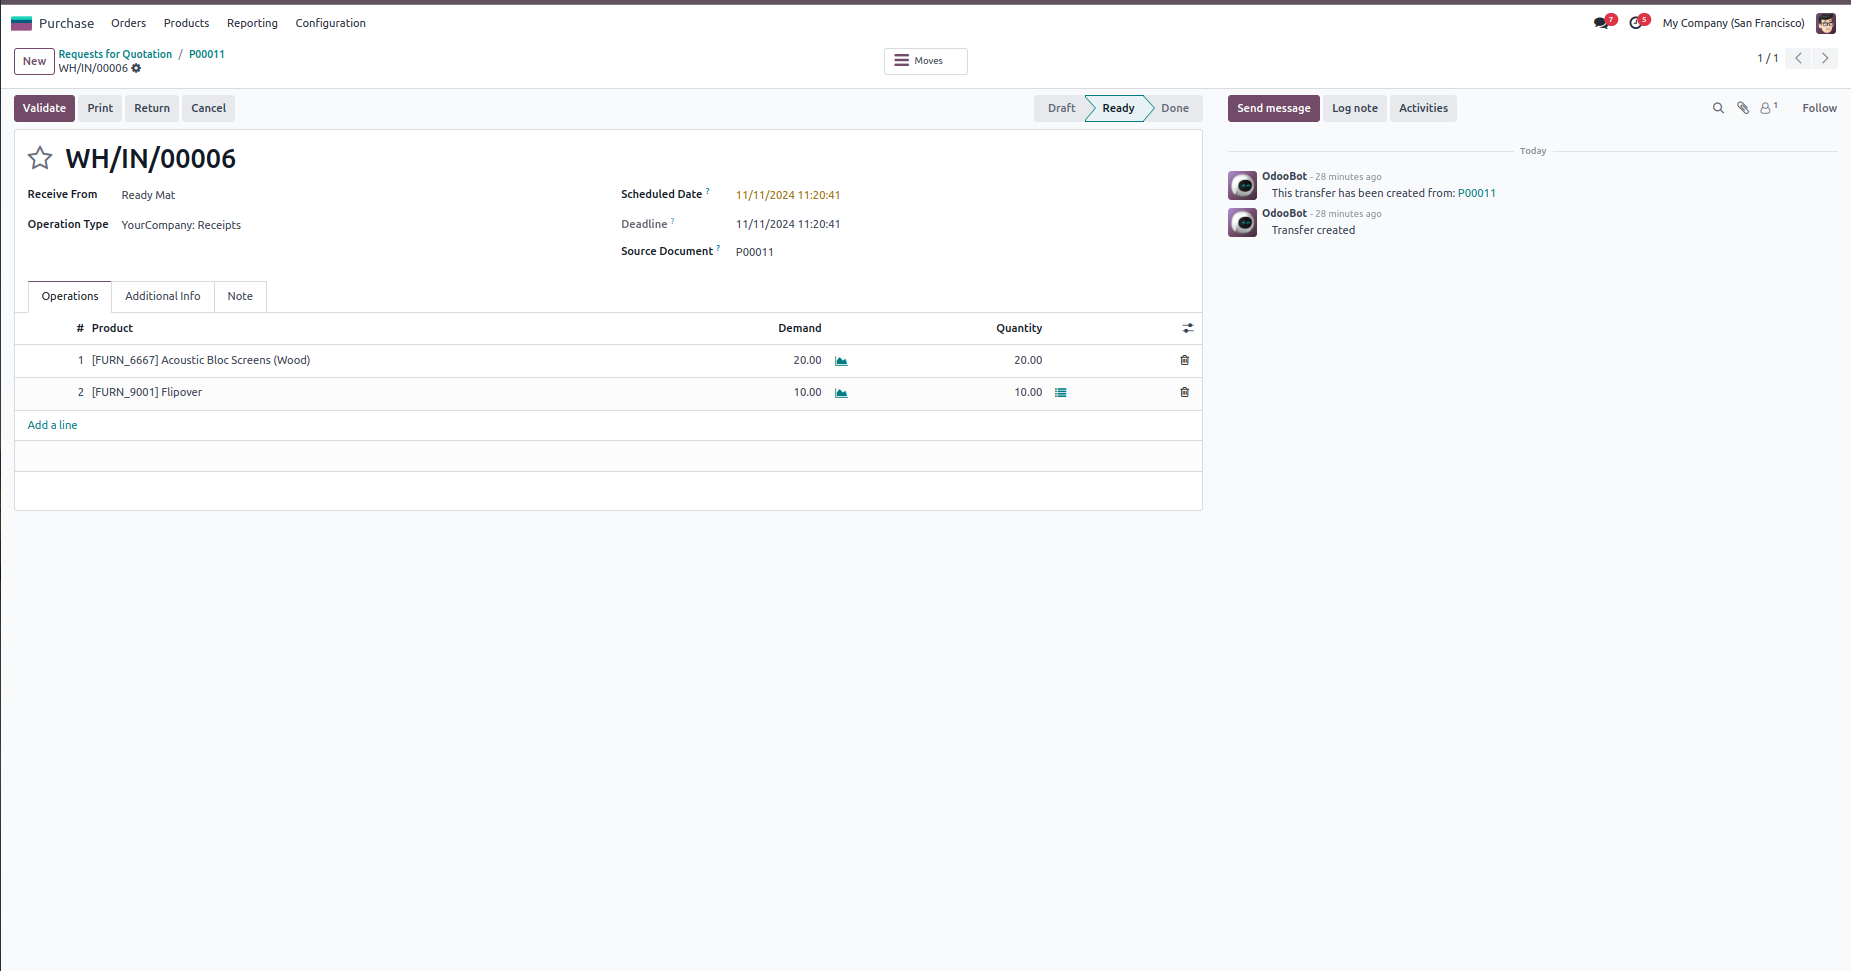 Purchase Orders Products Reporting Configuration 7 5 My Company (San Francisco)
New Requests for Quotation / P00011 Moves 1 / 1
WH/IN/00006
Validate Print Return Cancel Draft Ready Done Send message Log note Activities 1 Follow
WH/IN/00006
Receive From Ready Mat
Operation Type YourCompany: Receipts
Scheduled Date ? 11/11/2024 11:20:41
Deadline ? 11/11/2024 11:20:41
Source Document ? P00011
Operations Additional Info Note
# Product Demand Quantity
1 [FURN_6667] Acoustic Bloc Screens (Wood) 20.00 20.00
2 [FURN_9001] Flipover 10.00 10.00
Add a line
Today
OdooBot - 28 minutes ago
This transfer has been created from: P00011
OdooBot - 28 minutes ago
Transfer created